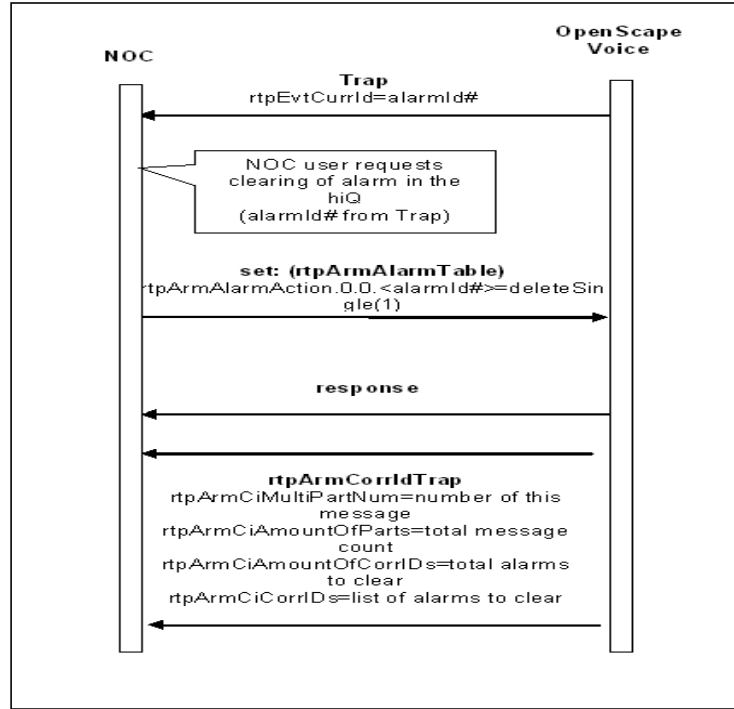 OpenScape
Voice
NOC
Trap
rtpEvtCurrId=alarmId#
NOC user requests
clearing of alarm in the
hiQ
(alarmId# from Trap)
set: (rtpArmAlarmTable)
rtpArmAlarmAction.0.0.<alarmId#>=deleteSin
gle(1)
response
rtpArmCorrIdTrap
rtpArmCiMultiPartNum=number of this
message
rtpArmCiAmountOfParts=total message
count
rtpArmCiAmountOfCorrIDs=total alarms
to clear
rtpArmCiCorrIDs=list of alarms to clear